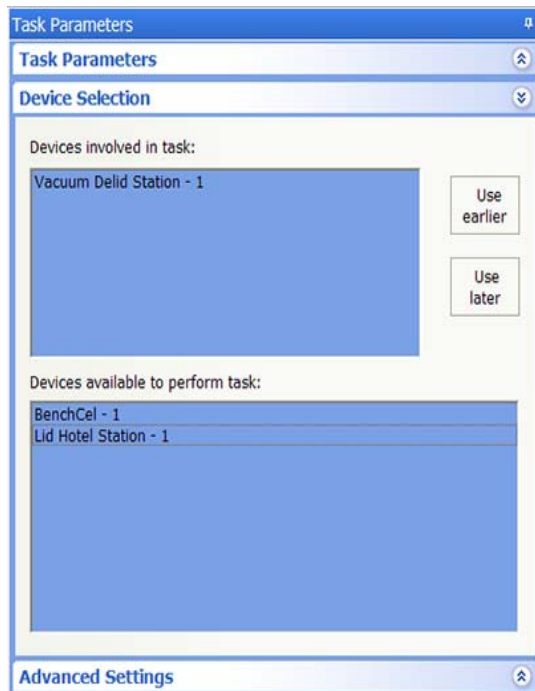 Task Parameters
Task Parameters
Device Selection
Devices involved in task:
Vacuum Delid Station - 1
Use
earlier
Use
later
Devices available to perform task:
BenchCel - 1
Lid Hotel Station - 1
Advanced Settings